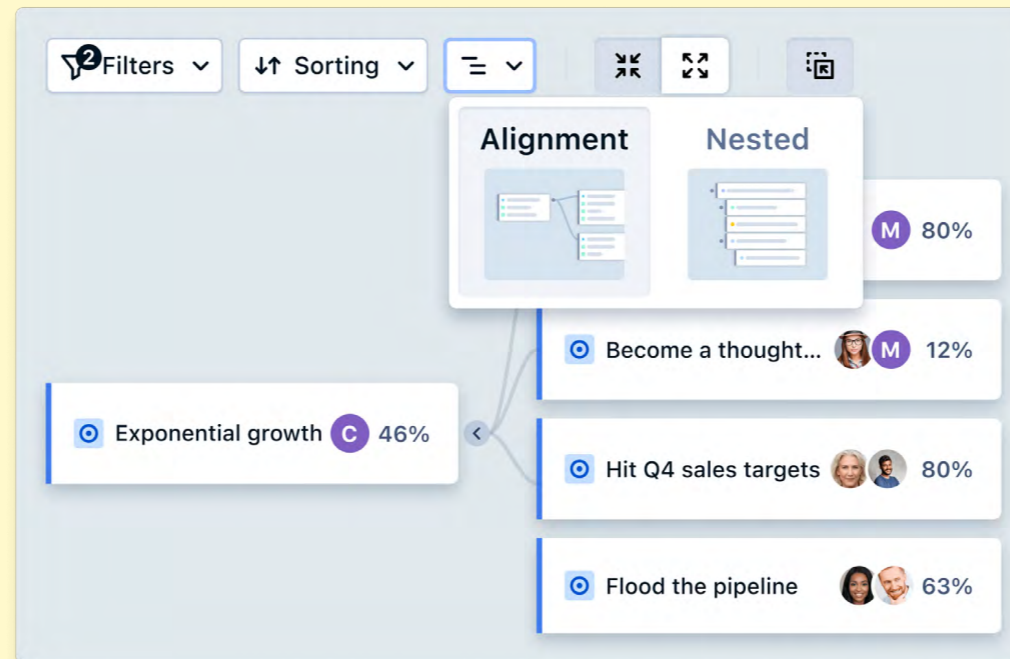 2 Filters
Sorting
Alignment
Nested
M 80%
Become a thought... M 12%
Exponential growth C 46%
Hit Q4 sales targets 80%
Flood the pipeline 63%